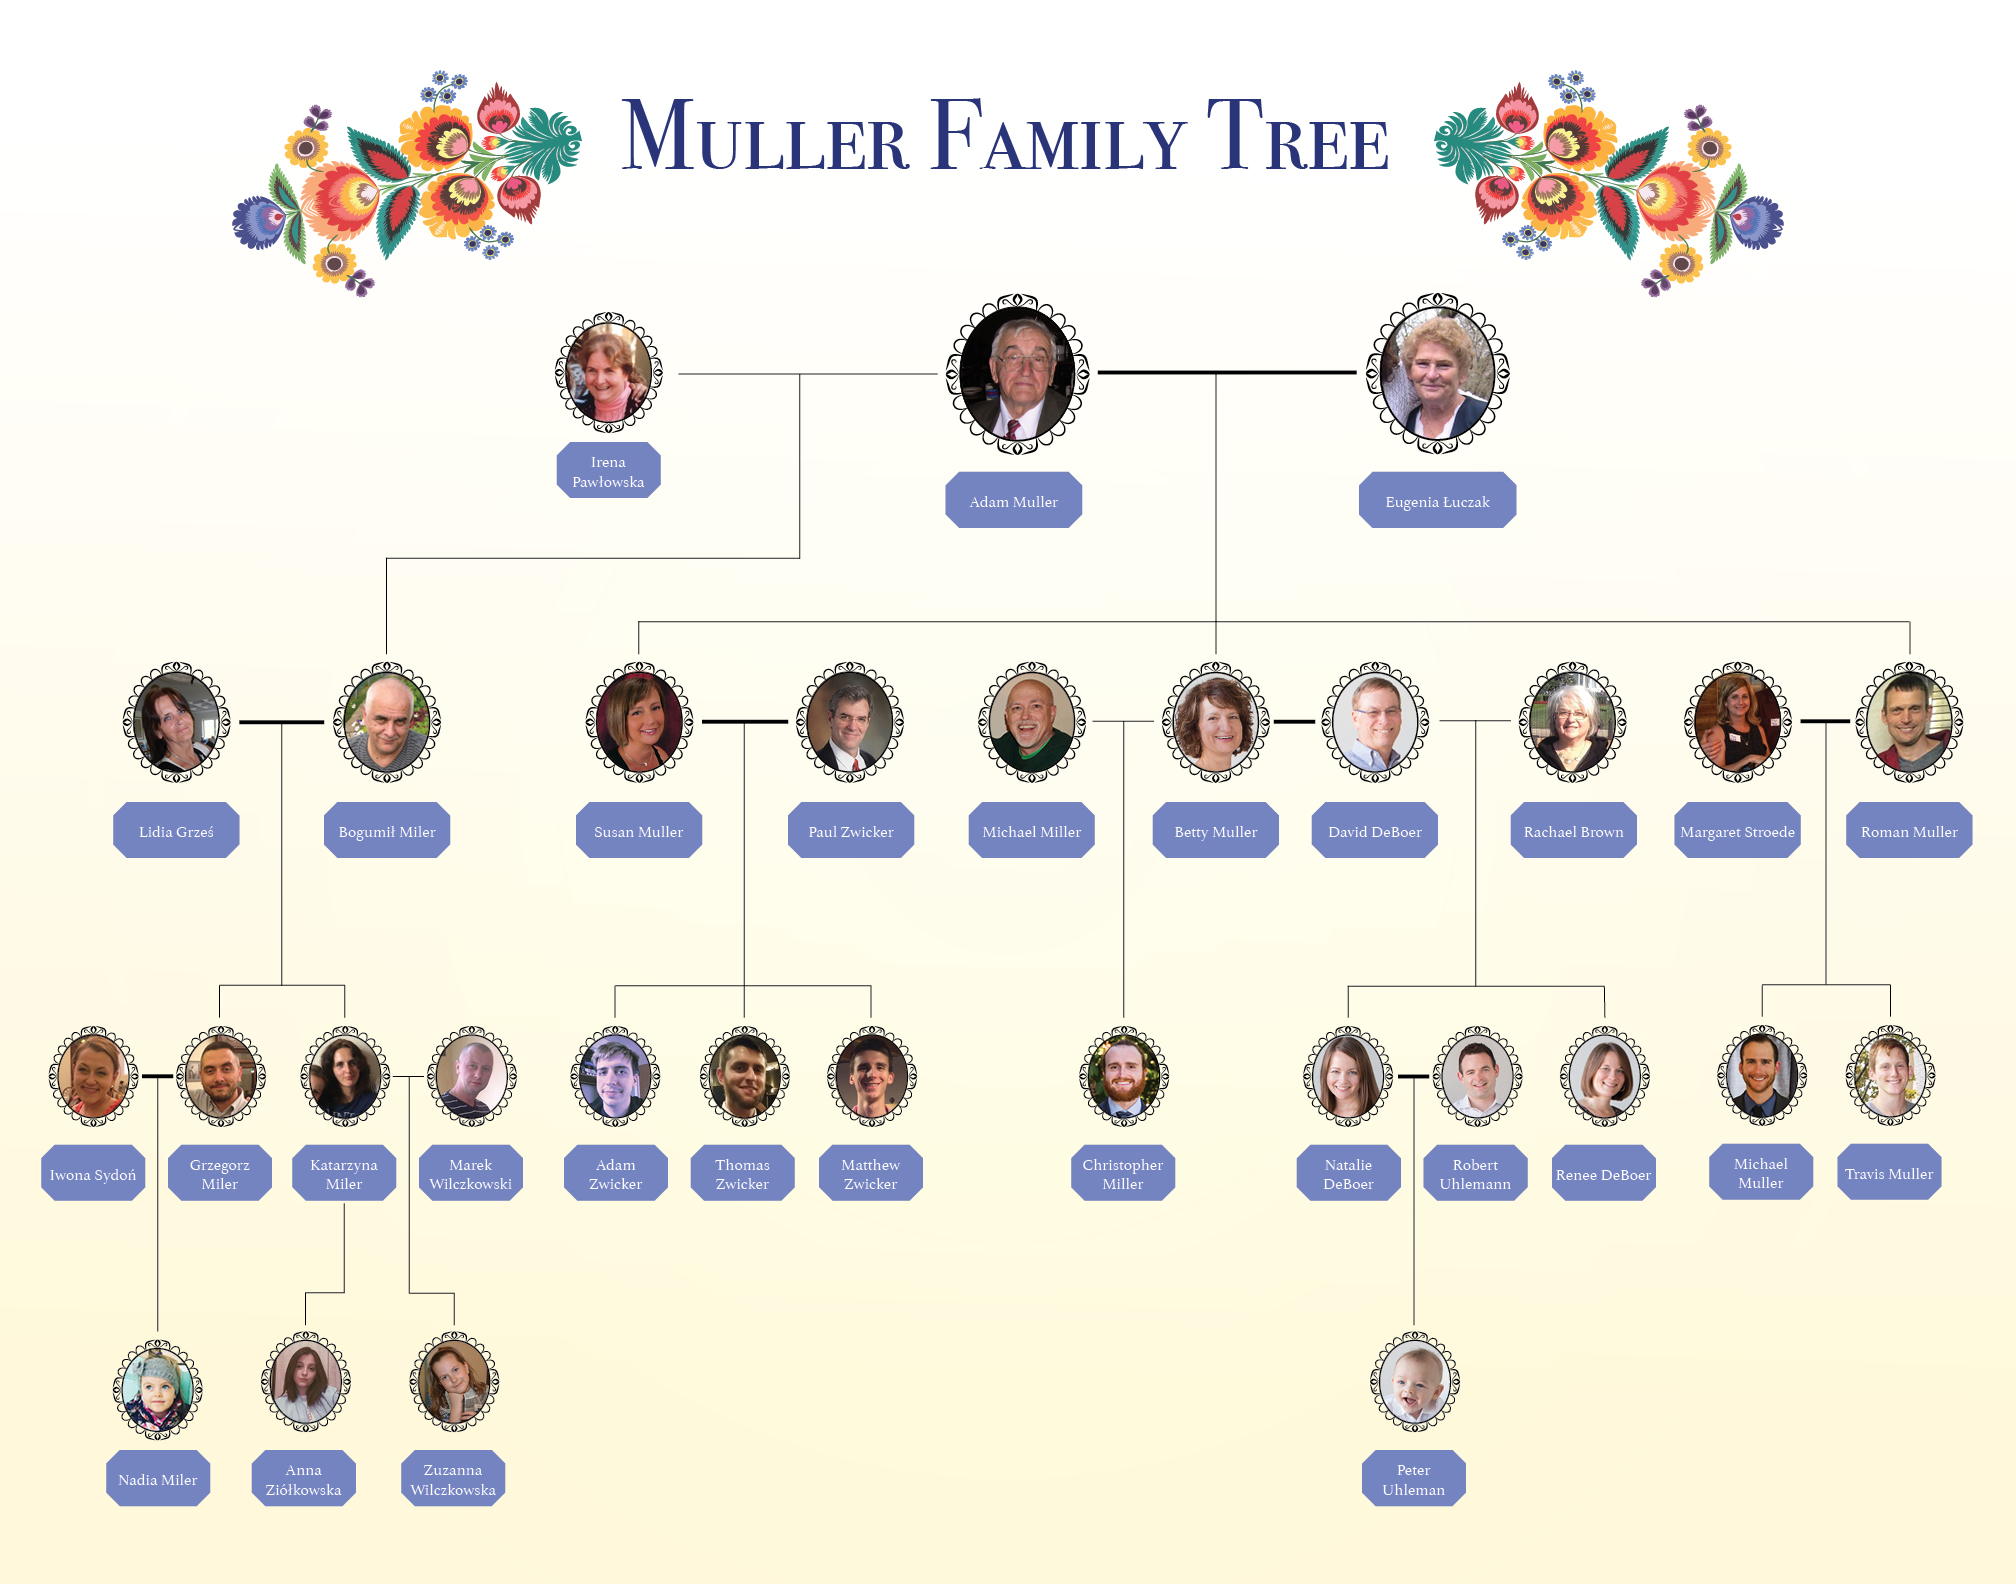 Muller Family Tree
Irena
Pawłowska
Adam Muller
Eugenia Łuczak
Lidia Grześ
Bogumił Miler
Susan Muller
Paul Zwicker
Michael Miller
Betty Muller
David DeBoer
Rachael Brown
Margaret Stroede
Roman Muller
Iwona Sydoń
Grzegorz
Miler
Katarzyna
Miler
Marek
Wilczkowski
Adam
Zwicker
Thomas
Zwicker
Matthew
Zwicker
Christopher
Miller
Natalie
DeBoer
Robert
Uhlemann
Renee DeBoer
Michael
Muller
Travis Muller
Nadia Miler
Anna
Ziółkowska
Zuzanna
Wilczkowska
Peter
Uhleman